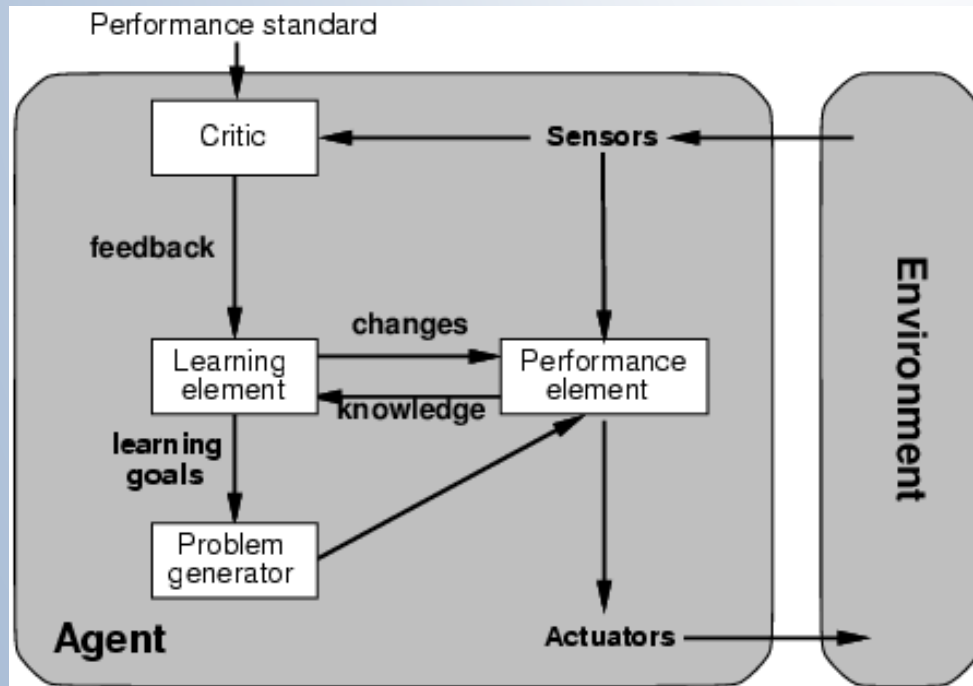 Performance standard
Critic
Sensors
feedback
changes
Learning
element
Performance
element
knowledge
learning
goals
Problem
generator
Agent
Actuators
Environment